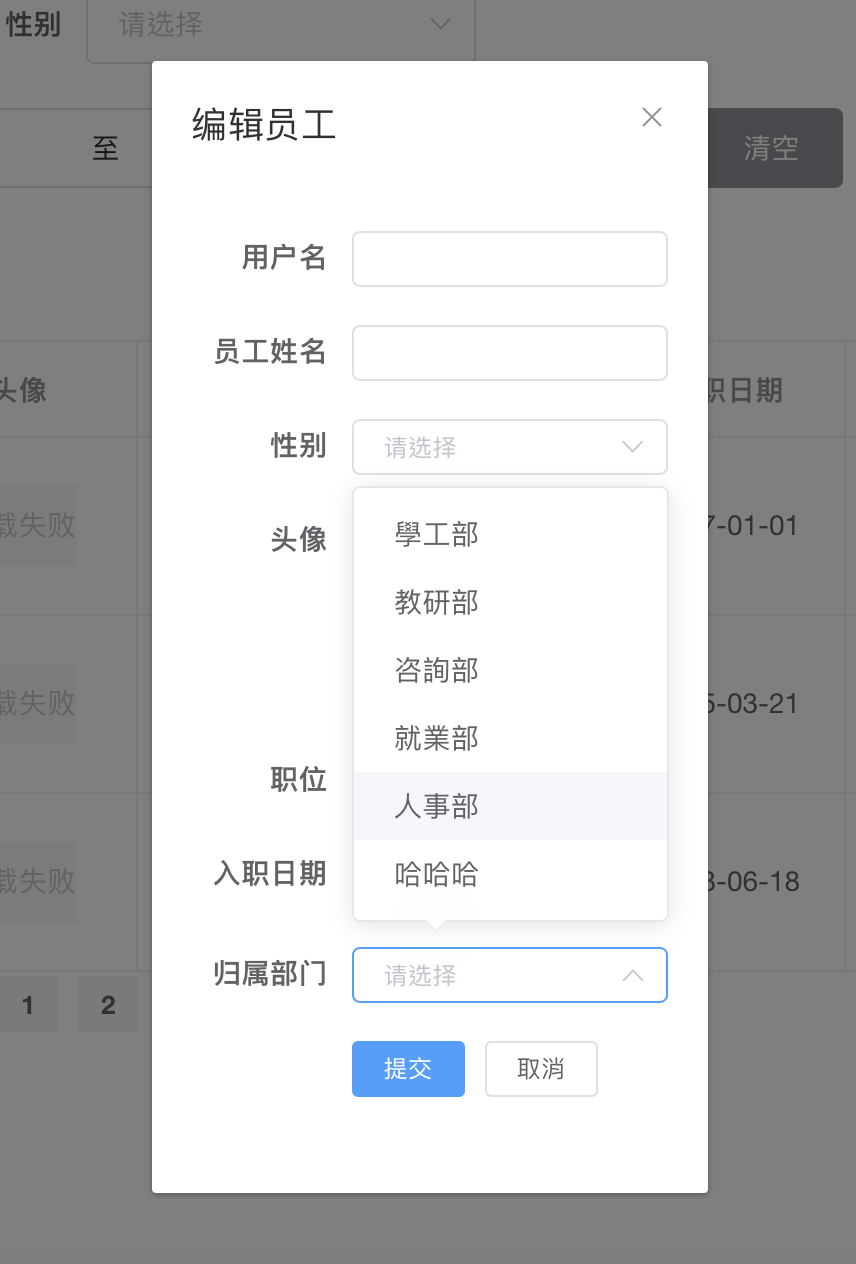 性别 请选择
编辑员工
至
清空
用户名
员工姓名
头像
职日期
性别 请选择
头像
學工部
载失败
7-01-01
教研部
咨詢部
载失败
5-03-21
就業部
职位
人事部
入职日期
哈哈哈
载失败
3-06-18
归属部门 请选择
1 2
提交 取消